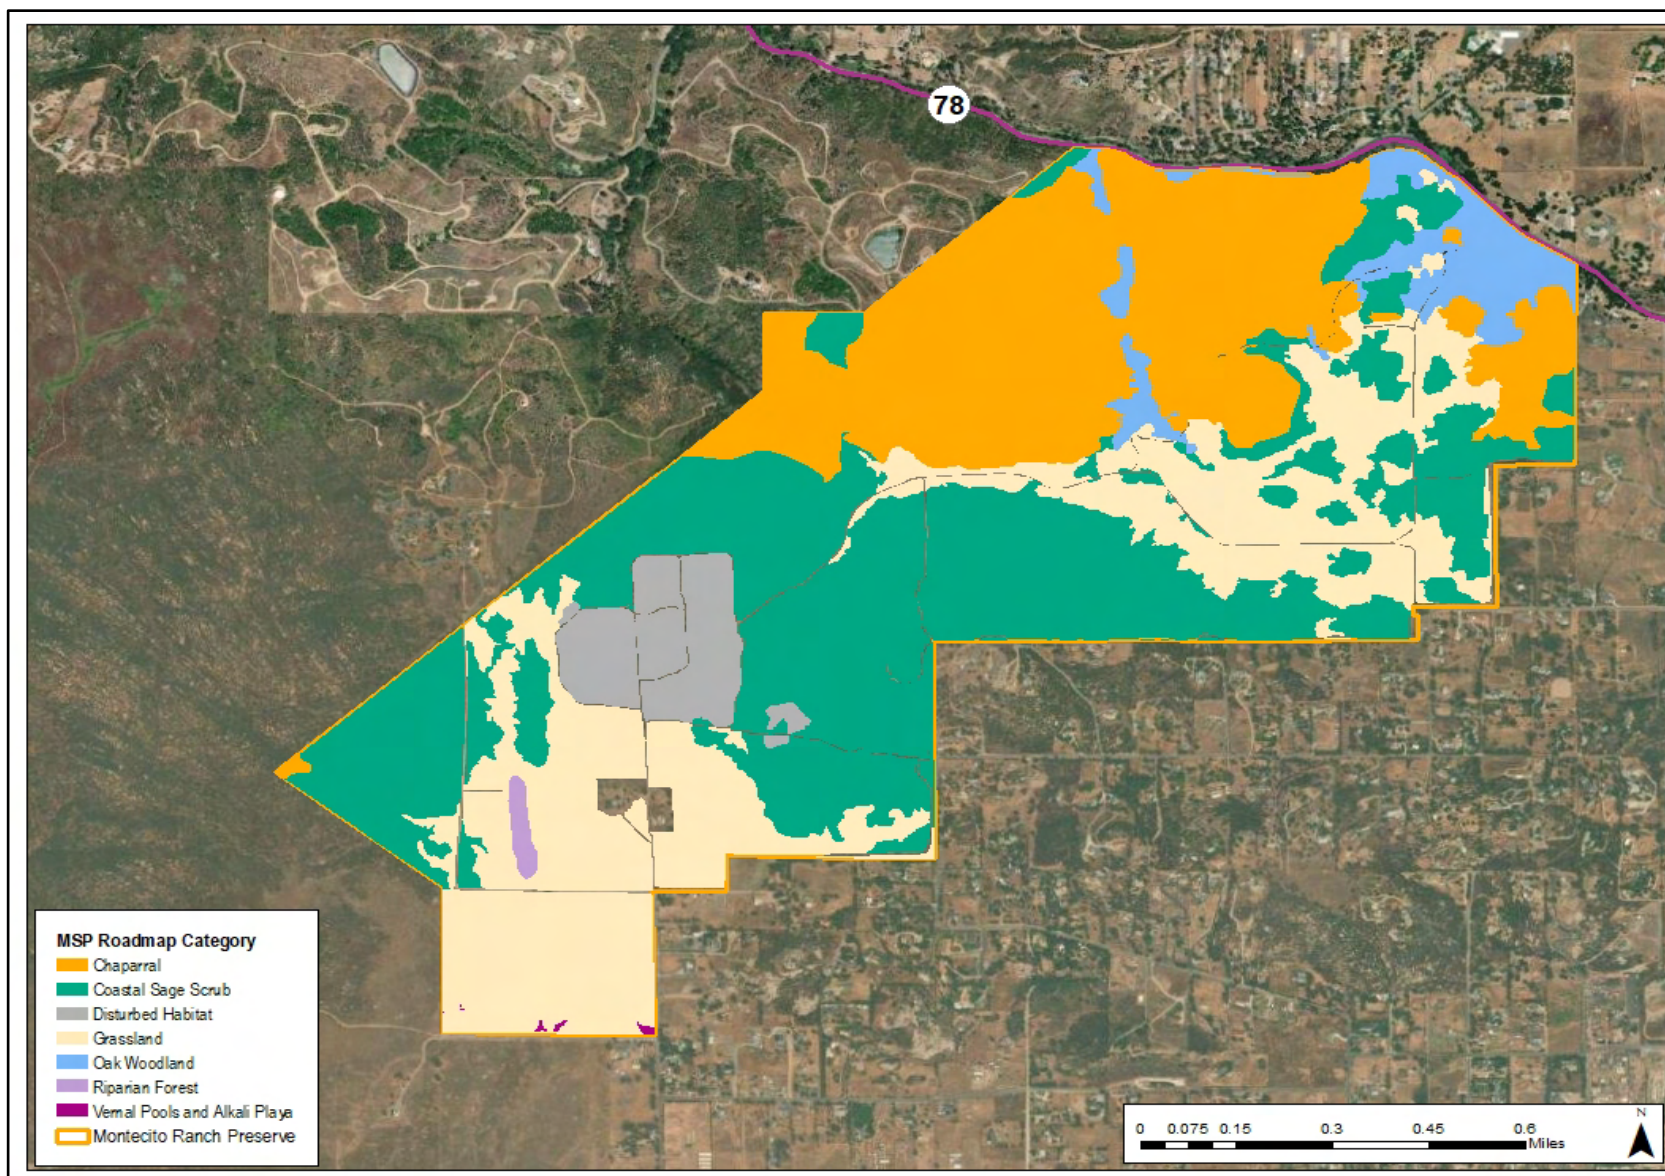 78
MSP Roadmap Category
Chaparral
Coastal Sage Scrub
Disturbed Habitat
Grassland
Oak Woodland
Riparian Forest
Vernal Pools and Alkali Playa
Montecito Ranch Preserve
N
0 0.075 0.15 0.3 0.45 0.6
Miles